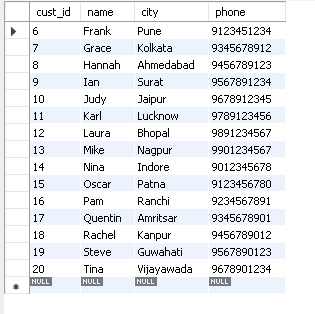 cust_id name city phone
6 Frank Pune 9123451234
7 Grace Kolkata 9345678912
8 Hannah Ahmedabad 9456789123
9 Ian Surat 9567891234
10 Judy Jaipur 9678912345
11 Karl Lucknow 9789123456
12 Laura Bhopal 9891234567
13 Mike Nagpur 9901234567
14 Nina Indore 9012345678
15 Oscar Patna 9123456780
16 Pam Ranchi 9234567891
17 Quentin Amritsar 9345678901
18 Rachel Kanpur 9456789012
19 Steve Guwahati 9567890123
20 Tina Vijayawada 9678901234
NULL NULL NULL NULL